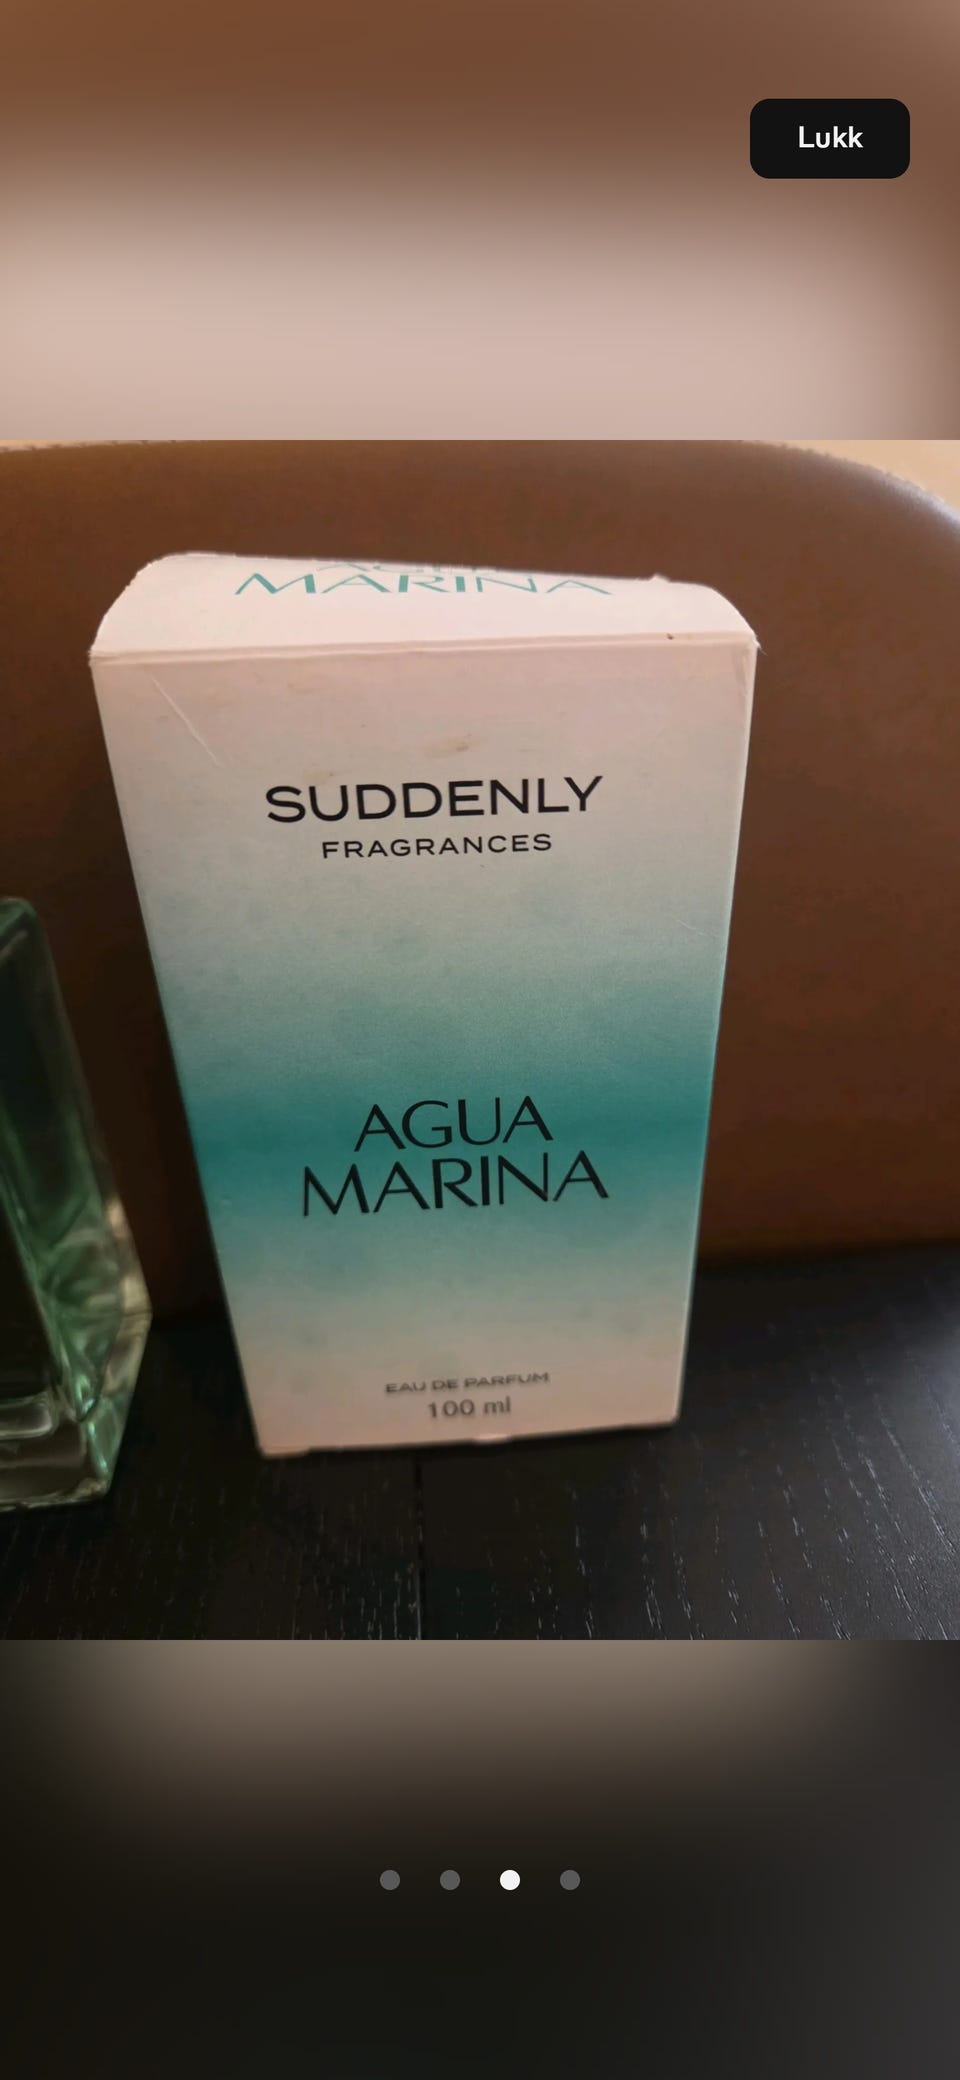 Lukk
MARINA
SUDDENLY
FRAGRANCES
AGUA
MARINA
EAU DE PARFUM
100 ml